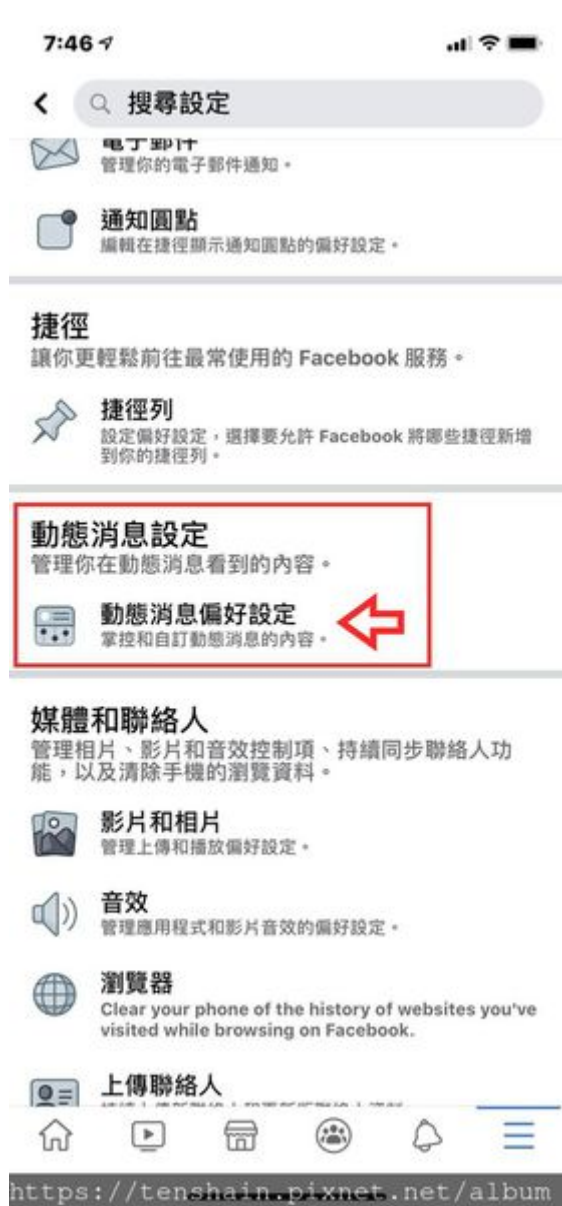 7:46
搜尋設定
電子郵件
管理你的電子郵件通知。
通知圓點
編輯在捷徑顯示通知圓點的偏好設定。
捷徑
讓你更輕鬆前往最常使用的 Facebook 服務。
捷徑列
設定偏好設定，選擇要允許 Facebook 將哪些捷徑新增
到你的捷徑列。
動態消息設定
管理你在動態消息看到的內容。
動態消息偏好設定
掌控和自訂動態消息的內容。
媒體和聯絡人
管理相片、影片和音效控制項、持續同步聯絡人功
能，以及清除手機的瀏覽資料。
影片和相片
管理上傳和播放偏好設定。
音效
管理應用程式和影片音效的偏好設定。
瀏覽器
Clear your phone of the history of websites you've
visited while browsing on Facebook.
上傳聯絡人
https://tenshain.pixnet.net/album